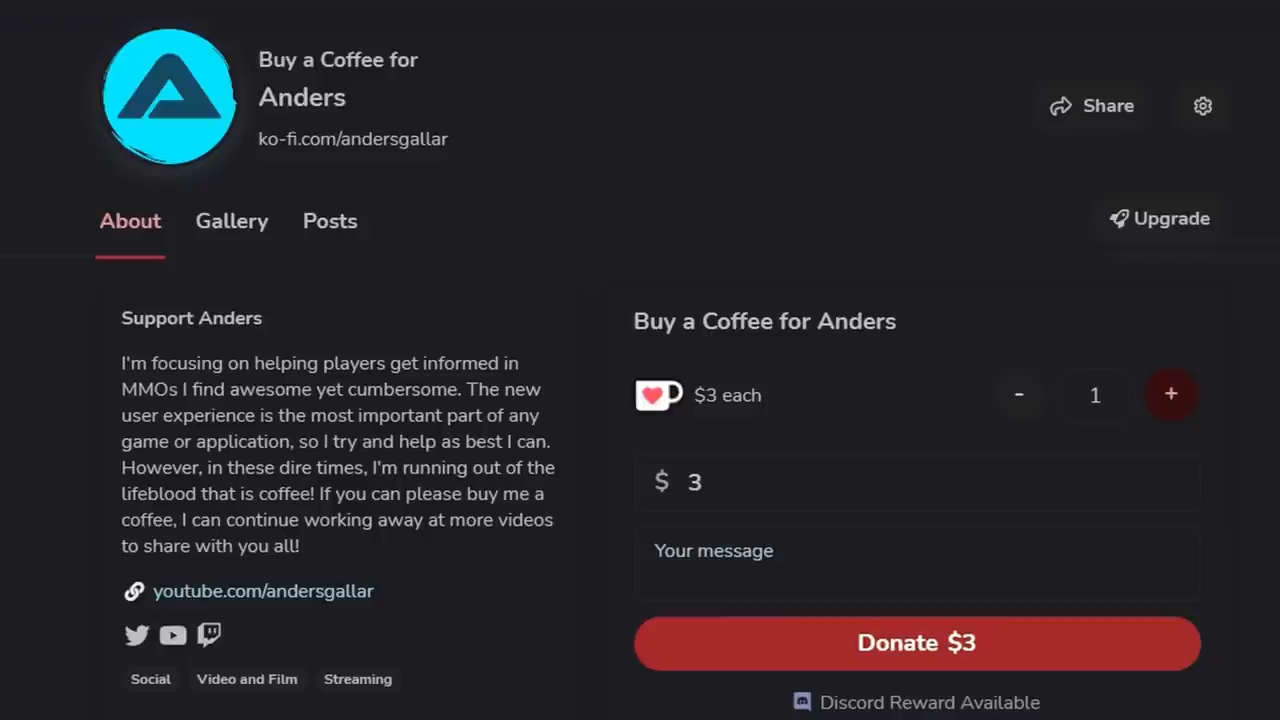 Buy a Coffee for
Anders
ko-fi.com/andersgallar
Share
About
Gallery
Posts
Upgrade
Support Anders
I'm focusing on helping players get informed in
MMOs I find awesome yet cumbersome. The new
user experience is the most important part of any
game or application, so I try and help as best I can.
However, in these dire times, I'm running out of the
lifeblood that is coffee! If you can please buy me a
coffee, I can continue working away at more videos
to share with you all!
youtube.com/andersgallar
Social
Video and Film
Streaming
Buy a Coffee for Anders
$3 each
- 1 +
$ 3
Your message
Donate $3
Discord Reward Available